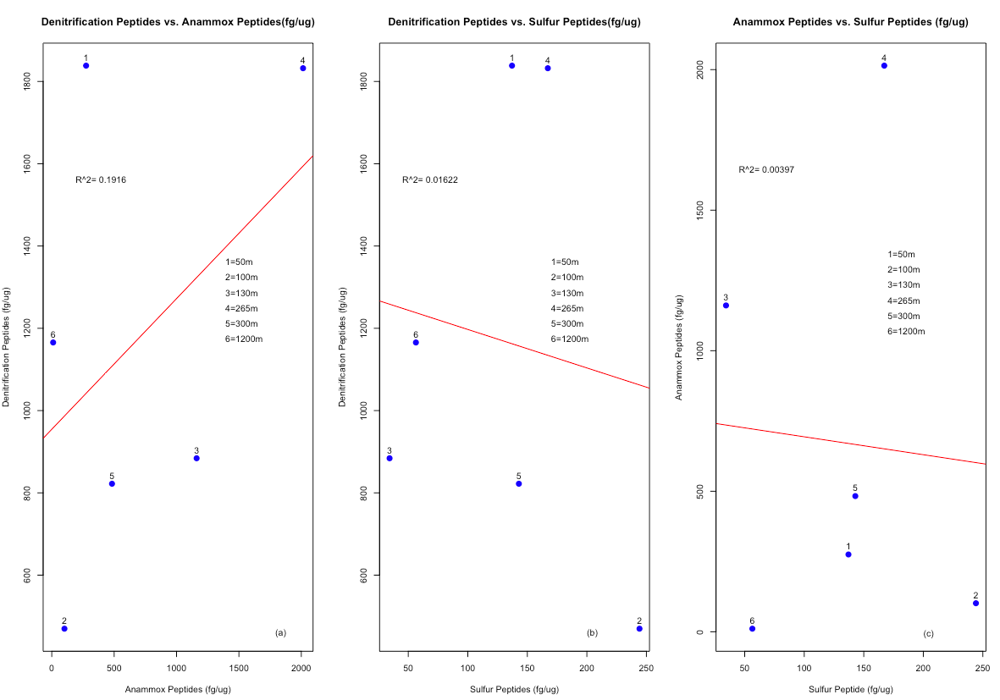 Denitrification Peptides vs. Anammox Peptides(fg/ug)
1
4
R^2= 0.1916
1=50m
2=100m
3=130m
4=265m
5=300m
6=1200m
6
3
5
2
(a)
600
800
1000
1200
1400
1600
1800
Denitrification Peptides (fg/ug)
0
500
1000
1500
2000
Anammox Peptides (fg/ug)
Denitrification Peptides vs. Sulfur Peptides(fg/ug)
1
4
R^2= 0.01622
1=50m
2=100m
3=130m
4=265m
5=300m
6=1200m
6
3
5
2
(b)
600
800
1000
1200
1400
1600
1800
Denitrification Peptides (fg/ug)
50
100
150
200
250
Sulfur Peptides (fg/ug)
Anammox Peptides vs. Sulfur Peptides (fg/ug)
4
R^2= 0.00397
1=50m
2=100m
3=130m
4=265m
5=300m
6=1200m
3
5
1
2
6
(c)
0
500
1000
1500
2000
Anammox Peptides (fg/ug)
50
100
150
200
250
Sulfur Peptide (fg/ug)